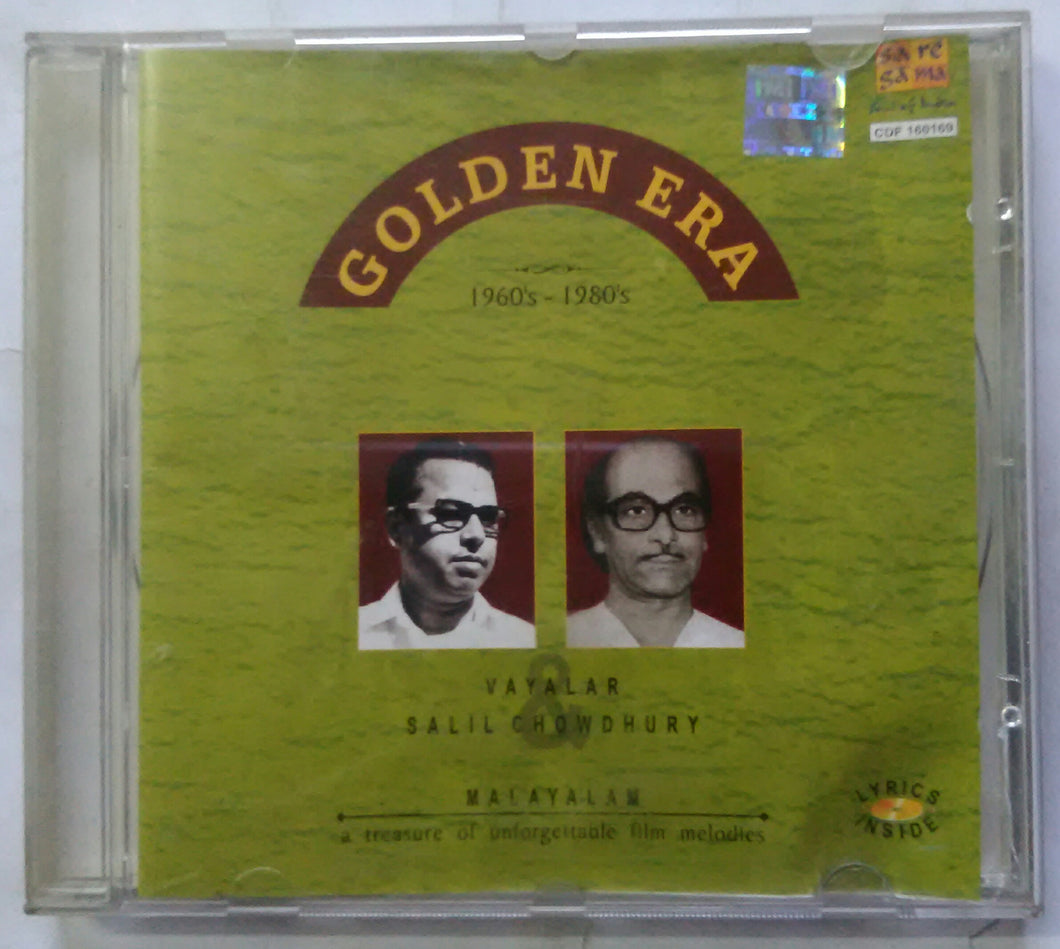 sa re
ga ma
CDF 160169
GOLDEN ERA
1960's - 1980's
&
VAYALAR
SALIL CHOWDHURY
MALAYALAM
a treasure of unforgettable film melodies
LYRICS
INSIDE